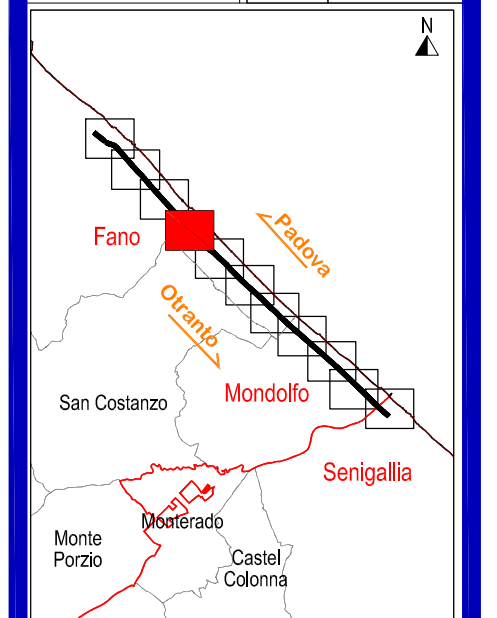 N
Padova
Fano
Otranto
Mondolfo
San Costanzo
Senigallia
Monterado
Monte
Porzio
Castel
Colonna